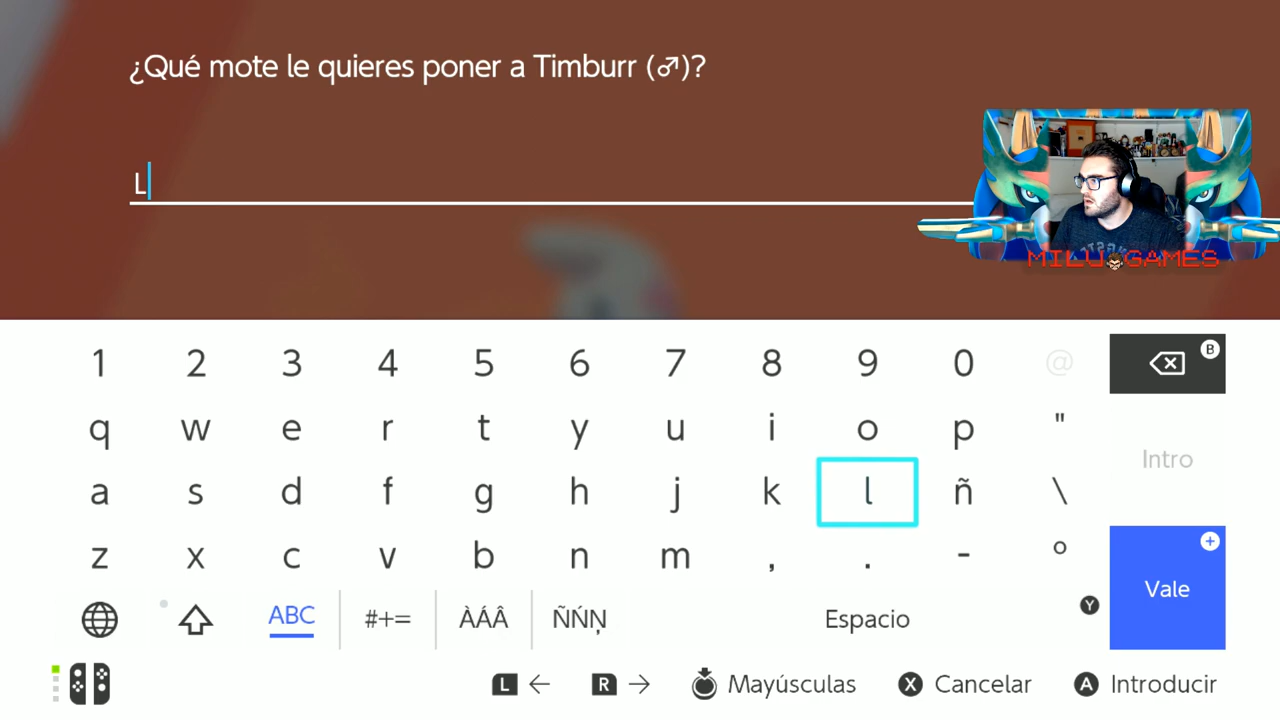 ¿Qué mote le quieres poner a Timburr (♂)?
L
MILU GAMES
1 2 3 4 5 6 7 8 9 0 @
B
q w e r t y u i o p "
Intro
a s d f g h j k l ñ \
z x c v b n m , . - º
+
Vale
ABC #+= ÀÁÂ ÑŃŅ Espacio Y
L ← R → Mayúsculas X Cancelar A Introducir